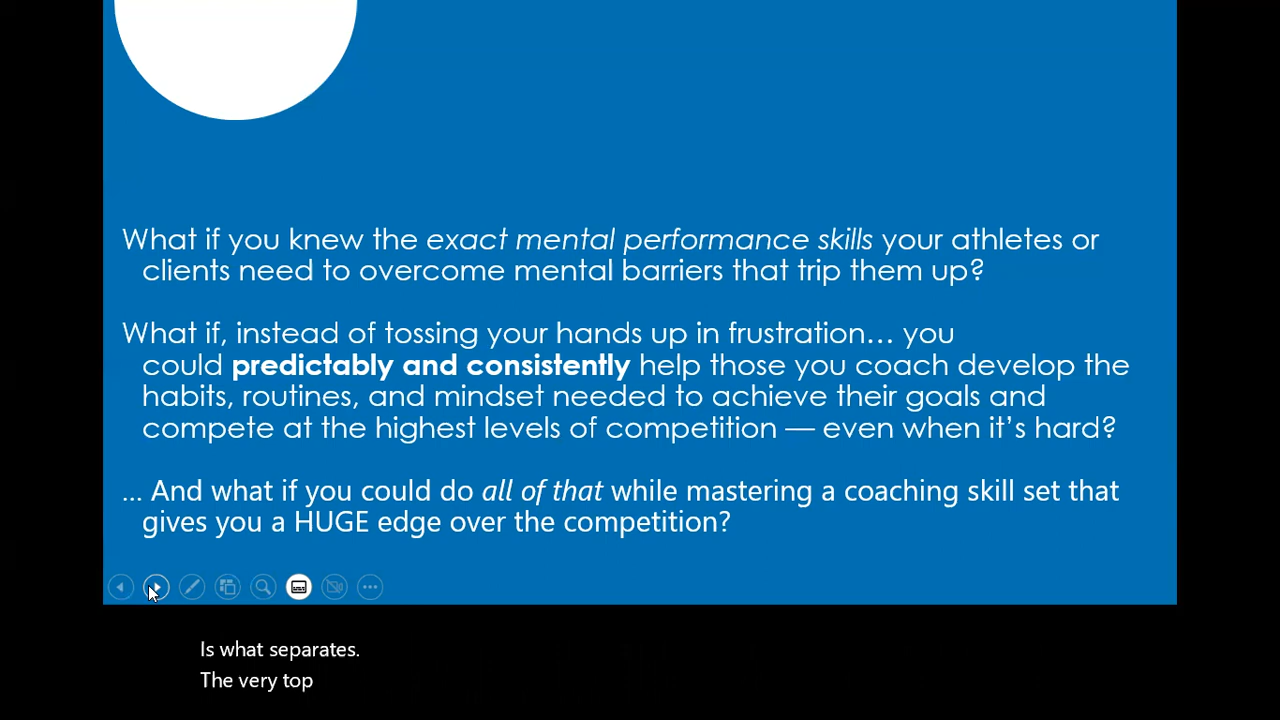 What if you knew the exact mental performance skills your athletes or
clients need to overcome mental barriers that trip them up?
What if, instead of tossing your hands up in frustration… you
could predictably and consistently help those you coach develop the
habits, routines, and mindset needed to achieve their goals and
compete at the highest levels of competition — even when it's hard?
… And what if you could do all of that while mastering a coaching skill set that
gives you a HUGE edge over the competition?
Is what separates.
The very top